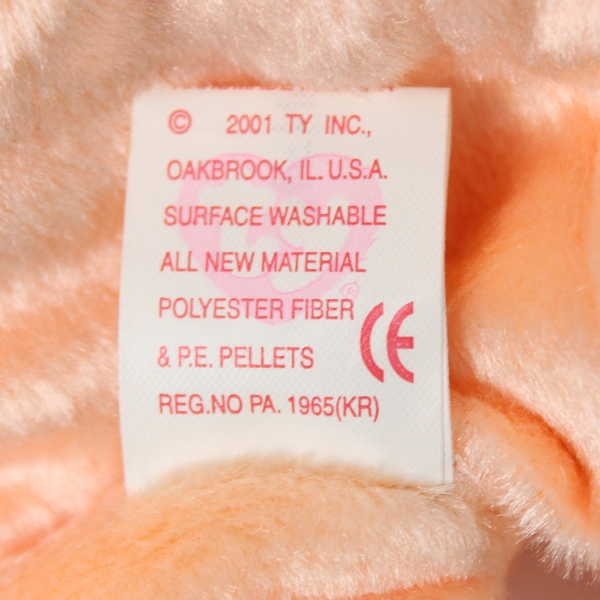 © 2001 TY INC.,
OAKBROOK, IL. U.S.A.
SURFACE WASHABLE
ALL NEW MATERIAL
POLYESTER FIBER
& P.E. PELLETS
REG.NO PA. 1965(KR)
CE
ty
®